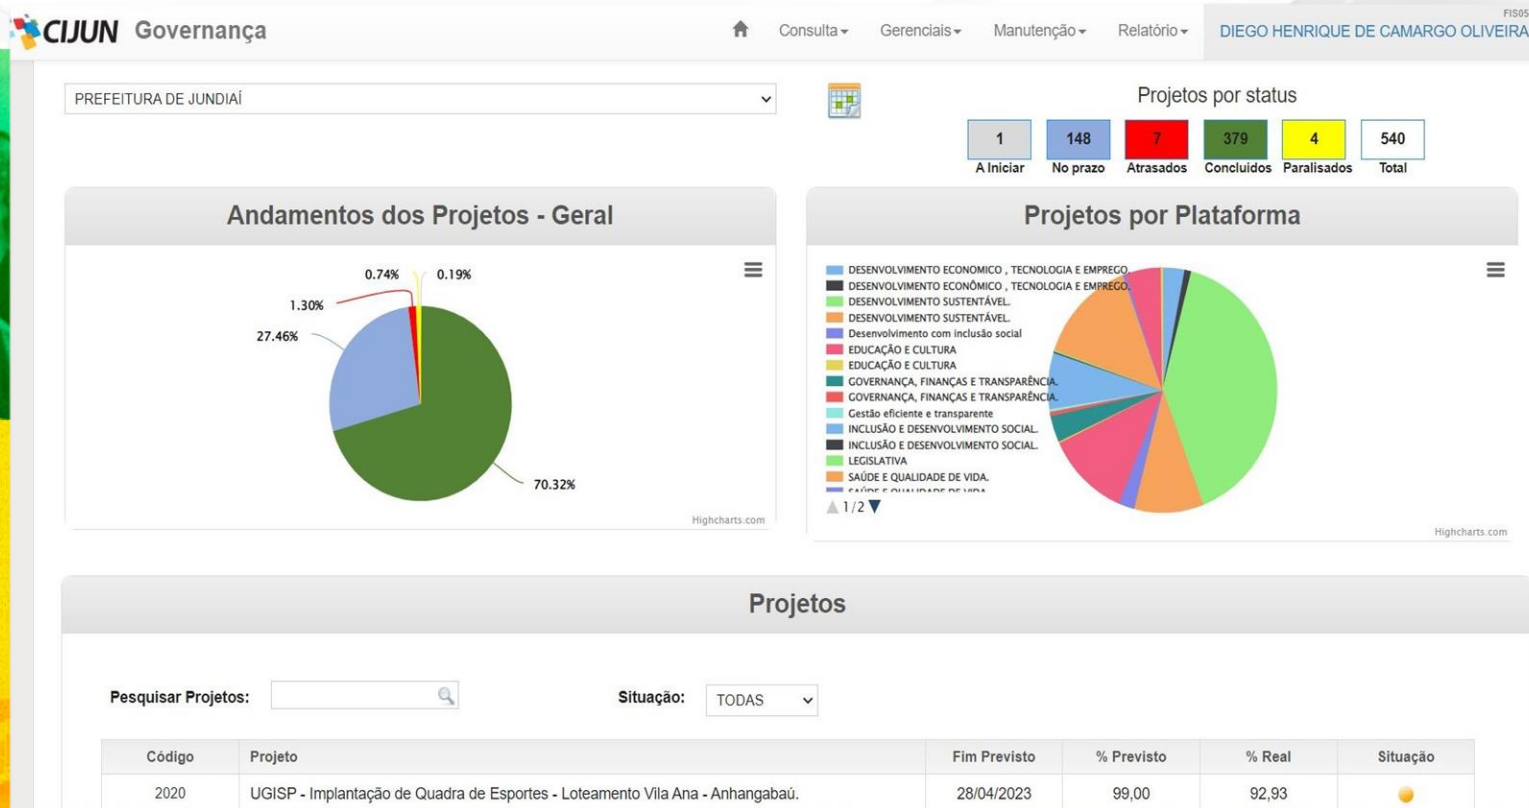 FIS05
CIJUN Governança
Consulta
Gerenciais
Manutenção
Relatório
DIEGO HENRIQUE DE CAMARGO OLIVEIRA
PREFEITURA DE JUNDIAÍ
Projetos por status
1 148 7 379 4 540
A Iniciar No prazo Atrasados Concluidos Paralisados Total
Andamentos dos Projetos - Geral
0.74% 0.19%
1.30%
27.46%
70.32%
Highcharts.com
Projetos por Plataforma
DESENVOLVIMENTO ECONOMICO , TECNOLOGIA E EMPREGO.
DESENVOLVIMENTO ECONÔMICO , TECNOLOGIA E EMPREGO.
DESENVOLVIMENTO SUSTENTÁVEL.
DESENVOLVIMENTO SUSTENTÁVEL.
Desenvolvimento com inclusão social
EDUCAÇÃO E CULTURA
EDUCAÇÃO E CULTURA
GOVERNANÇA, FINANÇAS E TRANSPARÊNCIA.
GOVERNANÇA, FINANÇAS E TRANSPARÊNCIA.
Gestão eficiente e transparente
INCLUSÃO E DESENVOLVIMENTO SOCIAL.
INCLUSÃO E DESENVOLVIMENTO SOCIAL.
LEGISLATIVA
SAÚDE E QUALIDADE DE VIDA.
SAÚDE E QUALIDADE DE VIDA
1/2
Highcharts.com
Projetos
Pesquisar Projetos:
Situação: TODAS
Código Projeto Fim Previsto % Previsto % Real Situação
2020 UGISP - Implantação de Quadra de Esportes - Loteamento Vila Ana - Anhangabaú. 28/04/2023 99,00 92,93